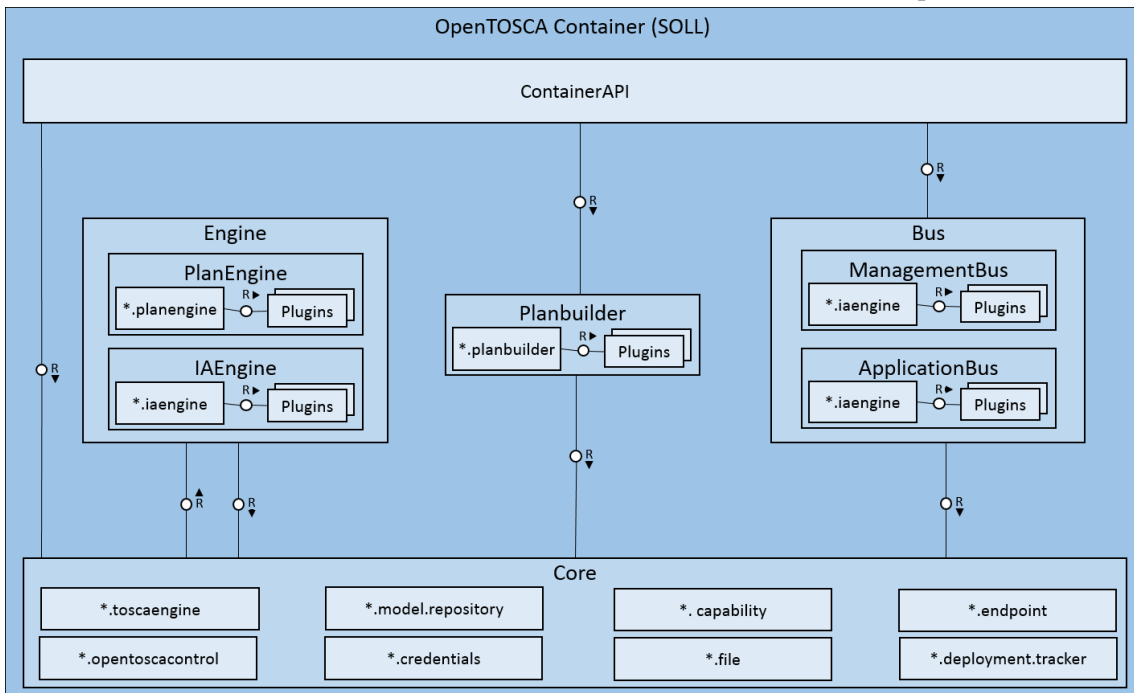 OpenTOSCA Container (SOLL)
ContainerAPI
R
R
R
Engine
PlanEngine
*.planengine
R
Plugins
IAEngine
*.iaengine
R
Plugins
Planbuilder
*.planbuilder
R
Plugins
Bus
ManagementBus
*.iaengine
R
Plugins
ApplicationBus
*.iaengine
R
Plugins
R
R
R
R
Core
*.toscaengine
*.model.repository
*. capability
*.endpoint
*.opentoscacontrol
*.credentials
*.file
*.deployment.tracker